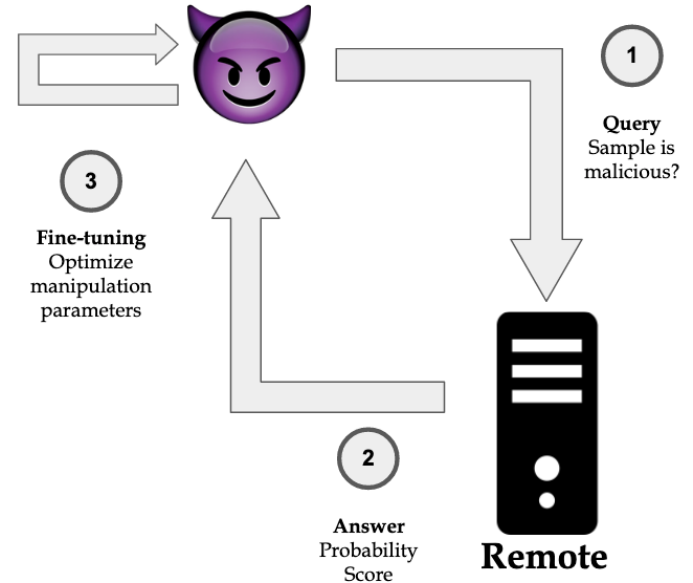 1
Query
Sample is
malicious?
3
Fine-tuning
Optimize
manipulation
parameters
2
Answer
Probability
Score
Remote